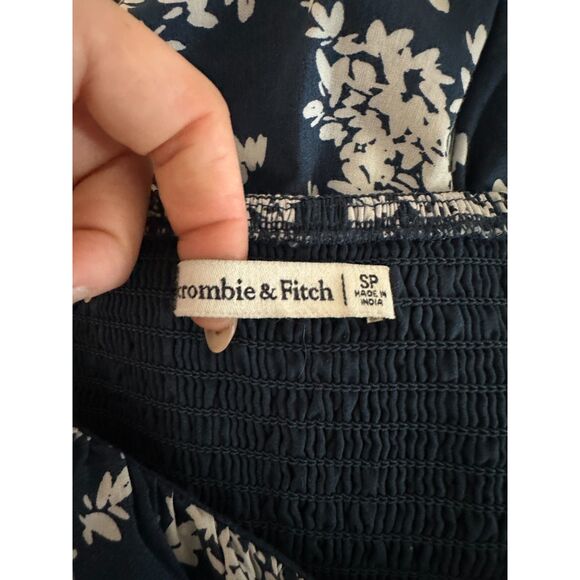 crombie & Fitch | SP
MADE IN
INDIA